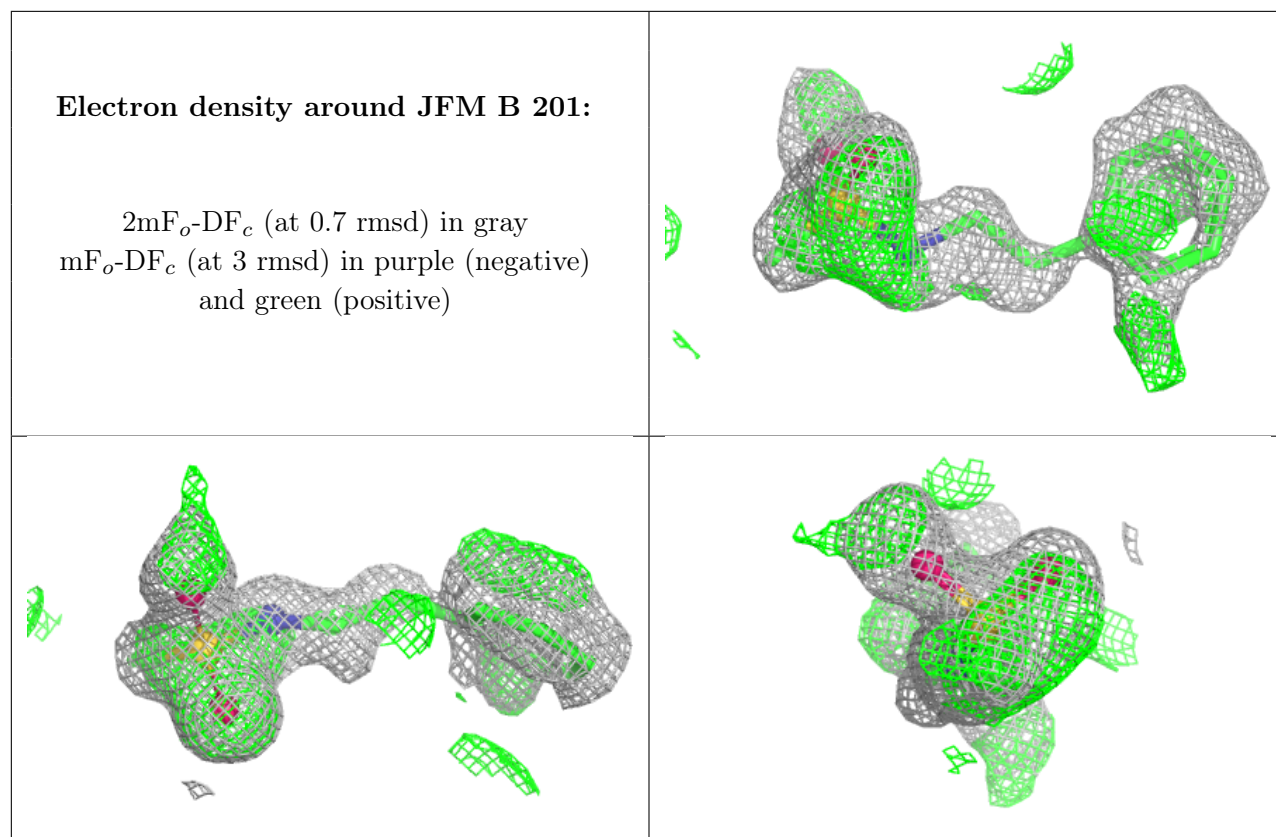 Electron density around JFM B 201:
2mFo-DFc (at 0.7 rmsd) in gray
mFo-DFc (at 3 rmsd) in purple (negative)
and green (positive)